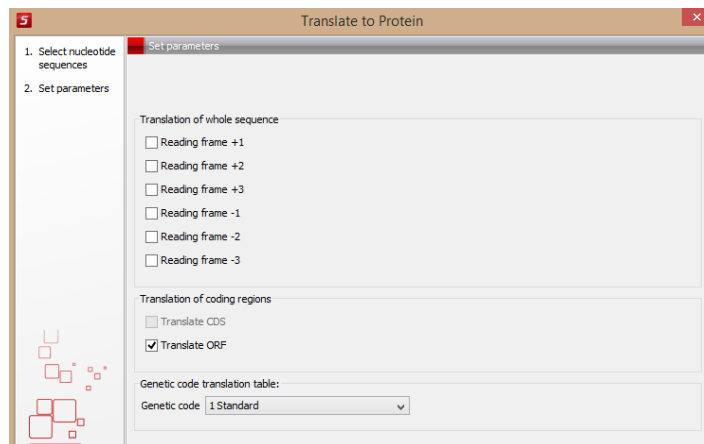 Translate to Protein
1. Select nucleotide
sequences
2. Set parameters
Set parameters
Translation of whole sequence
Reading frame +1
Reading frame +2
Reading frame +3
Reading frame -1
Reading frame -2
Reading frame -3
Translation of coding regions
Translate CDS
Translate ORF
Genetic code translation table:
Genetic code 1 Standard